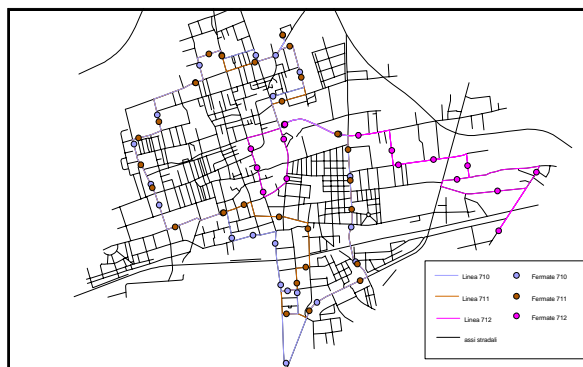 Linea 710 Fermate 710
Linea 711 Fermate 711
Linea 712 Fermate 712
assi stradali